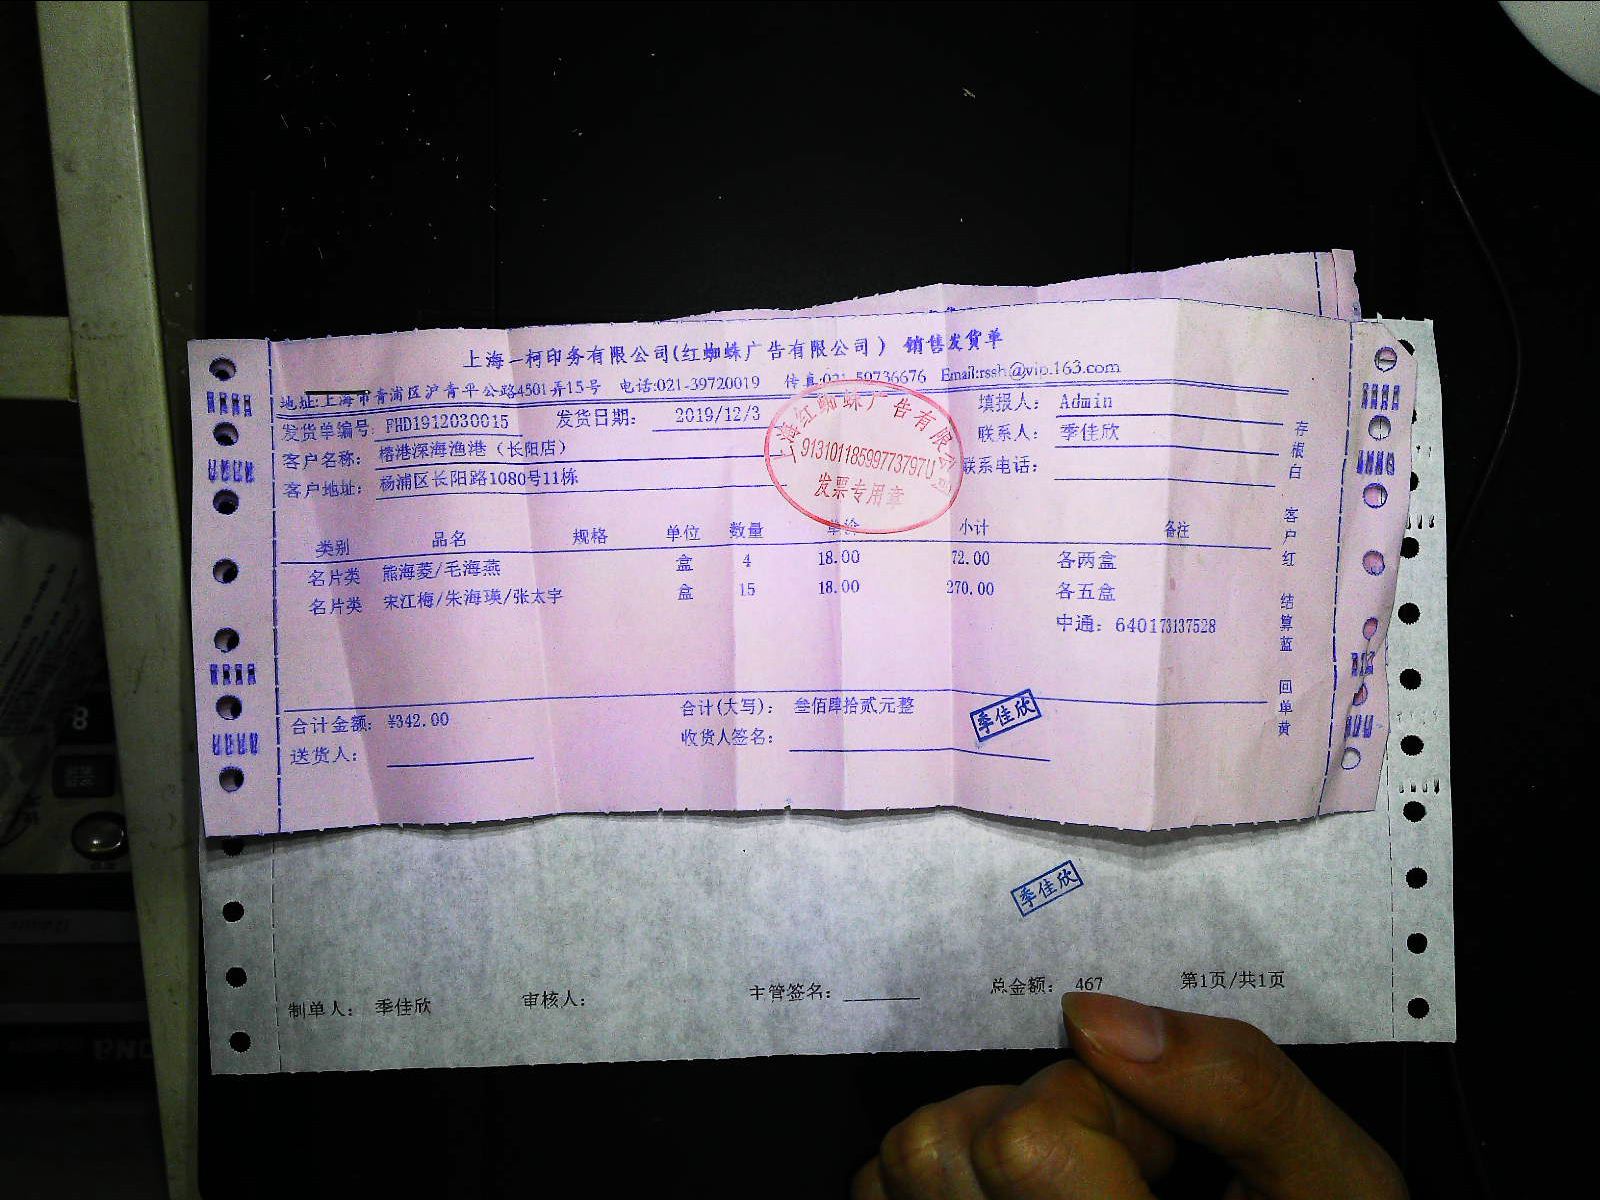 上海一柯印务有限公司(红蜘蛛广告有限公司) 销售发货单
地址:上海市青浦区沪青平公路4501弄15号 电话:021-39720019 传真:021-59736676 Email:rssh@vip.163.com
发货单编号: FHD1912030015 发货日期: 2019/12/3 填报人: Admin
客户名称: 榕港深海渔港（长阳店） 联系人: 季佳欣
客户地址: 杨浦区长阳路1080号11栋 联系电话:
上海红蜘蛛广告有限公司
91310118599773797U
发票专用章
类别 品名 规格 单位 数量 单价 小计 备注
名片类 熊海菱/毛海燕 盒 4 18.00 72.00 各两盒
名片类 宋江梅/朱海瑛/张太宇 盒 15 18.00 270.00 各五盒
中通: 640173137528
合计金额: ¥342.00 合计(大写): 叁佰肆拾贰元整
送货人: 收货人签名:
季佳欣
存根白 客户红 结算蓝 回单黄
季佳欣
制单人: 季佳欣 审核人: 主管签名: 总金额: 467 第1页/共1页